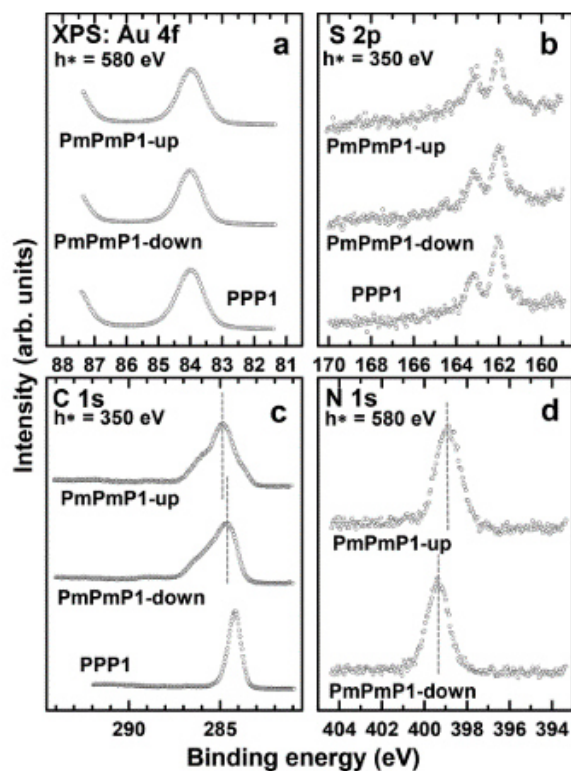 XPS: Au 4f
a
h* = 580 eV
PmPmP1-up
PmPmP1-down
PPP1
88 87 86 85 84 83 82 81
S 2p
b
h* = 350 eV
PmPmP1-up
PmPmP1-down
PPP1
170 168 166 164 162 160
Intensity (arb. units)
C 1s
c
h* = 350 eV
PmPmP1-up
PmPmP1-down
PPP1
290 285
N 1s
d
h* = 580 eV
PmPmP1-up
PmPmP1-down
404 402 400 398 396 394
Binding energy (eV)